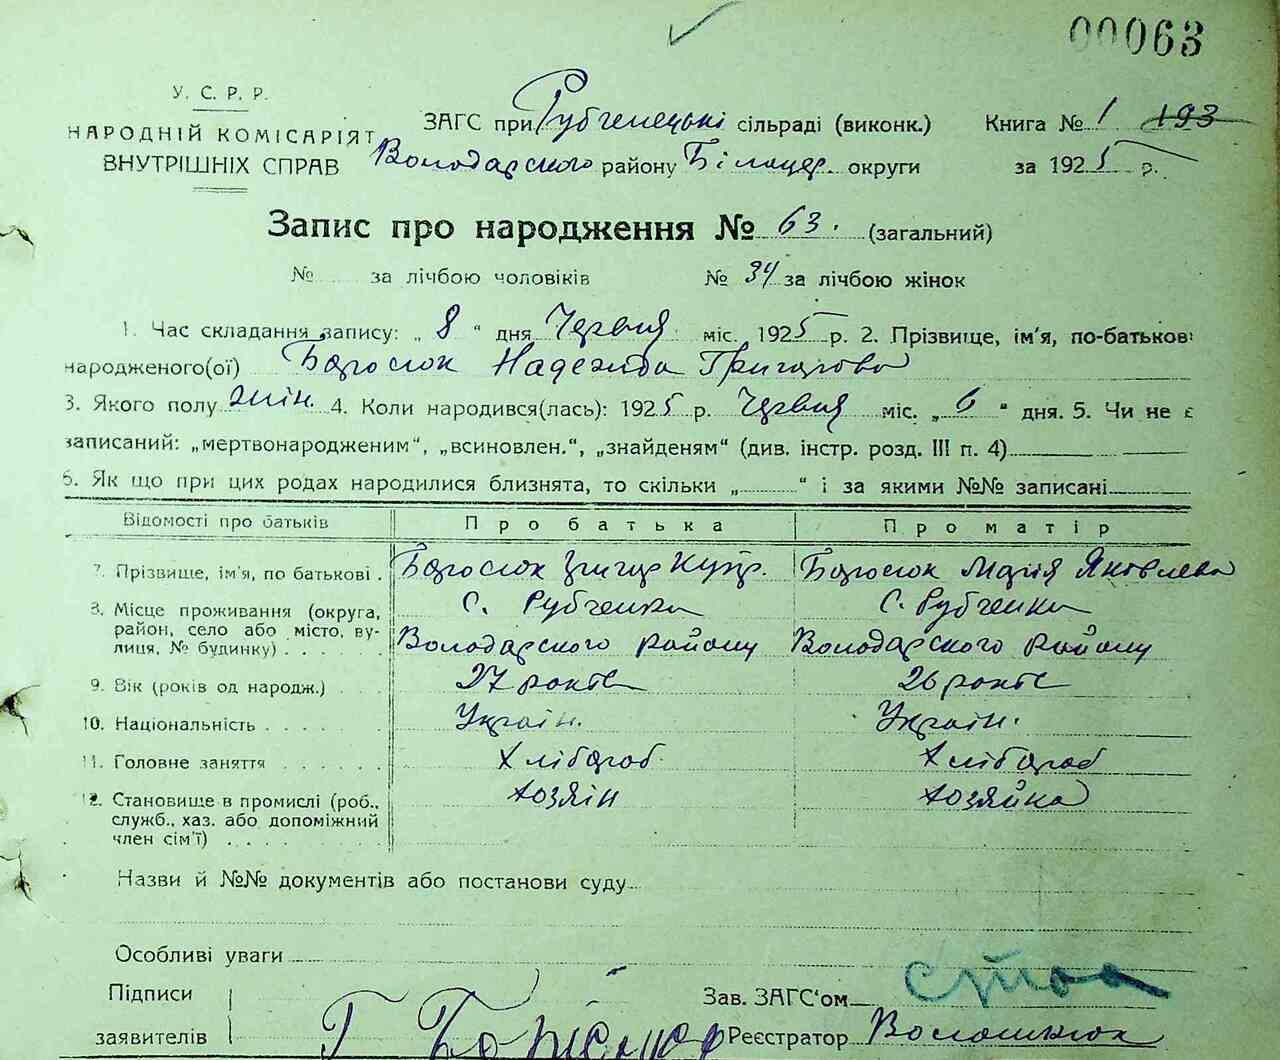 00063
У. С. Р. Р.
НАРОДНІЙ КОМІСАРІЯТ
ВНУТРІШНІХ СПРАВ
ЗАГС при Рубченецькі сільраді (виконк.) Книга № 1 193
Володарського району Білоцер. округи за 1925 р.
Запис про народження № 63. (загальний)
№ за лічбою чоловіків № 34 за лічбою жінок
1. Час складання запису: „ 8 " дня Червня міс. 1925 р. 2. Прізвище, ім'я, по-батькові
народженого(ої) Надежда Григорова
3. Якого полу жін. 4. Коли народився(лась): 1925 р. Червня міс. „ 6 " дня. 5. Чи не є
записаний: „мертвонародженим", „всиновлен.", „знайденям" (див. інстр. розд. III п. 4)
6. Як що при цих родах народилися близнята, то скільки „ " і за якими №№ записані
Відомості про батьків Про батька Про матір
7. Прізвище, ім'я, по батькові . Григор Марія Яковлева
8. Місце проживання (округа, с. Рубченки с. Рубченки
район, село або місто, ву- Володарского району Володарского району
лиця, № будинку) . . . . .
9. Вік (років од народж.) . . . 27 26
10. Національність . . . . . . Україн. Україн.
11. Головне заняття . . . . . Хлібороб Хлібороб
12. Становище в промислі (роб., хозяін хозяйка
служб., хаз. або допоміжний
член сім'ї) . . . . . . .
Назви й №№ документів або постанови суду
Особливі уваги
Підписи Зав. ЗАГС'ом
заявителів Г Реєстратор Волошинюк